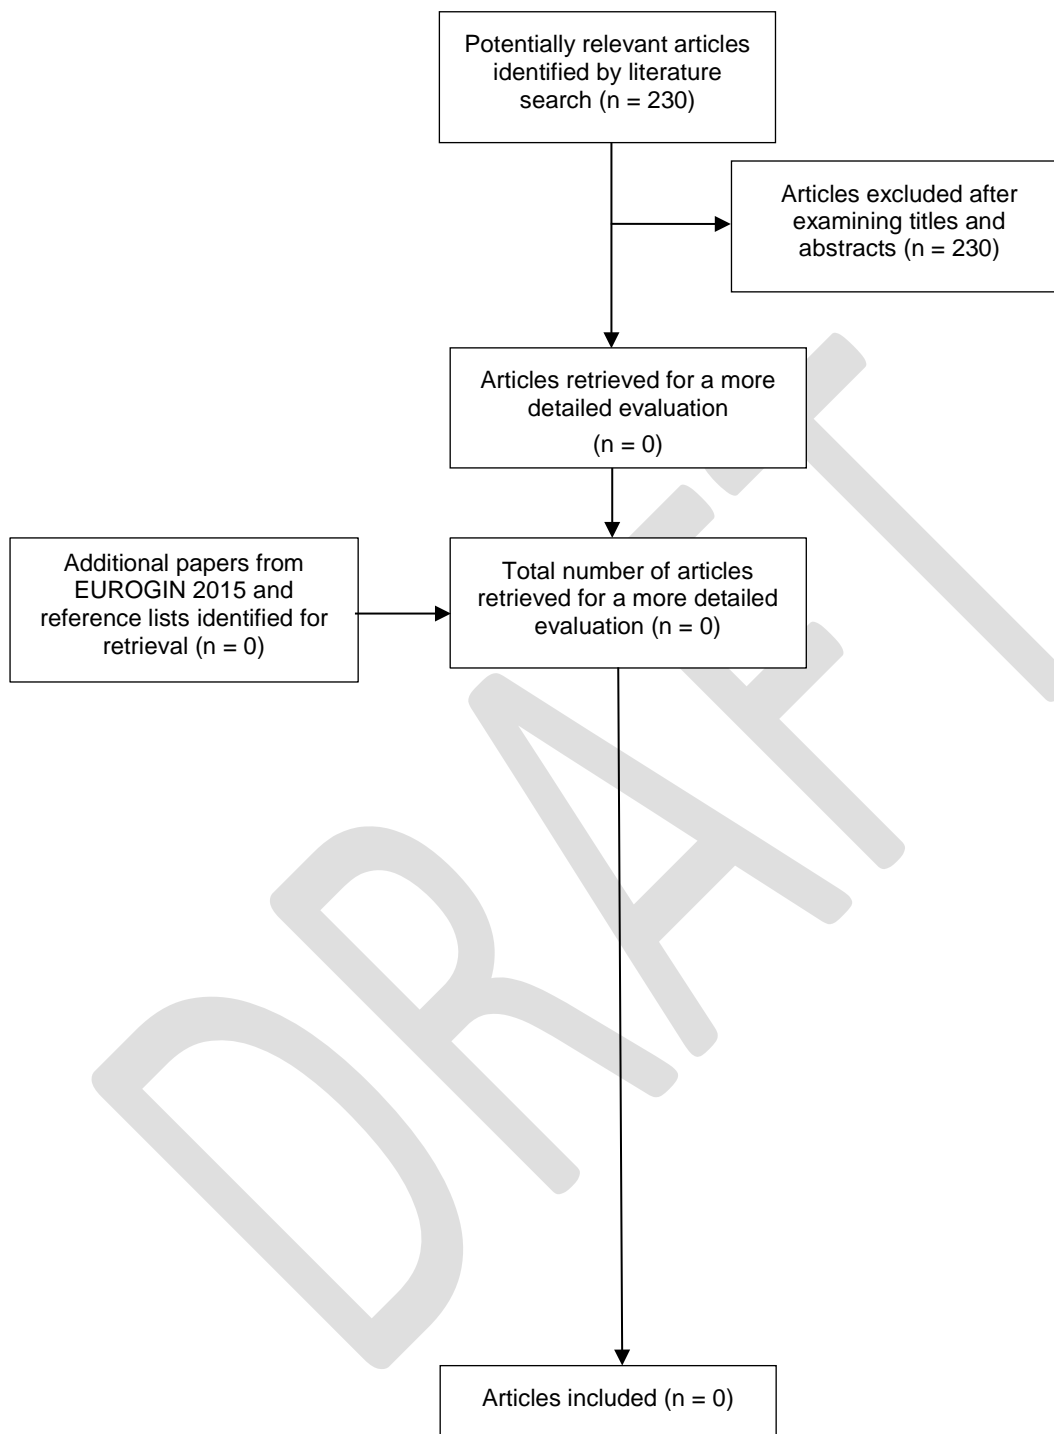 Potentially relevant articles
identified by literature
search (n = 230)
Articles excluded after
examining titles and
abstracts (n = 230)
Articles retrieved for a more
detailed evaluation
(n = 0)
Additional papers from
EUROGIN 2015 and
reference lists identified for
retrieval (n = 0)
Total number of articles
retrieved for a more detailed
evaluation (n = 0)
Articles included (n = 0)
DRAFT